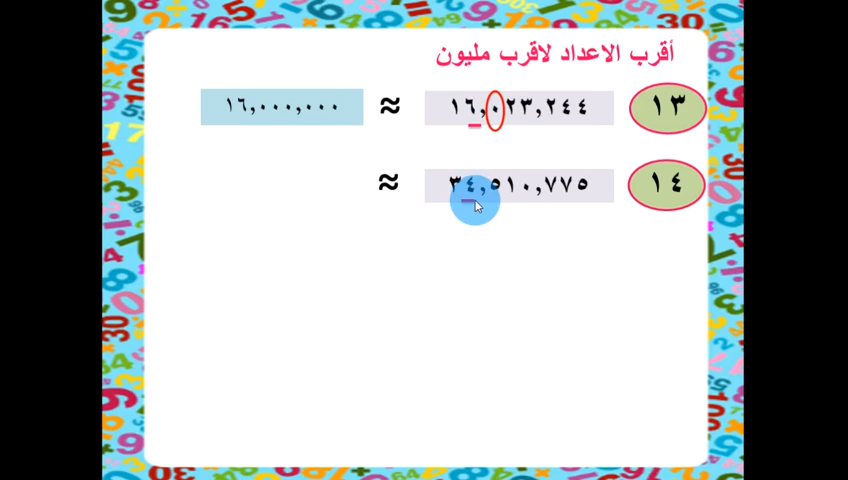 أقرب الاعداد لاقرب مليون
١٣ ١٦,٠٢٣,٢٤٤ ≈ ١٦,٠٠٠,٠٠٠
١٤ ٣٤,٥١٠,٧٧٥ ≈